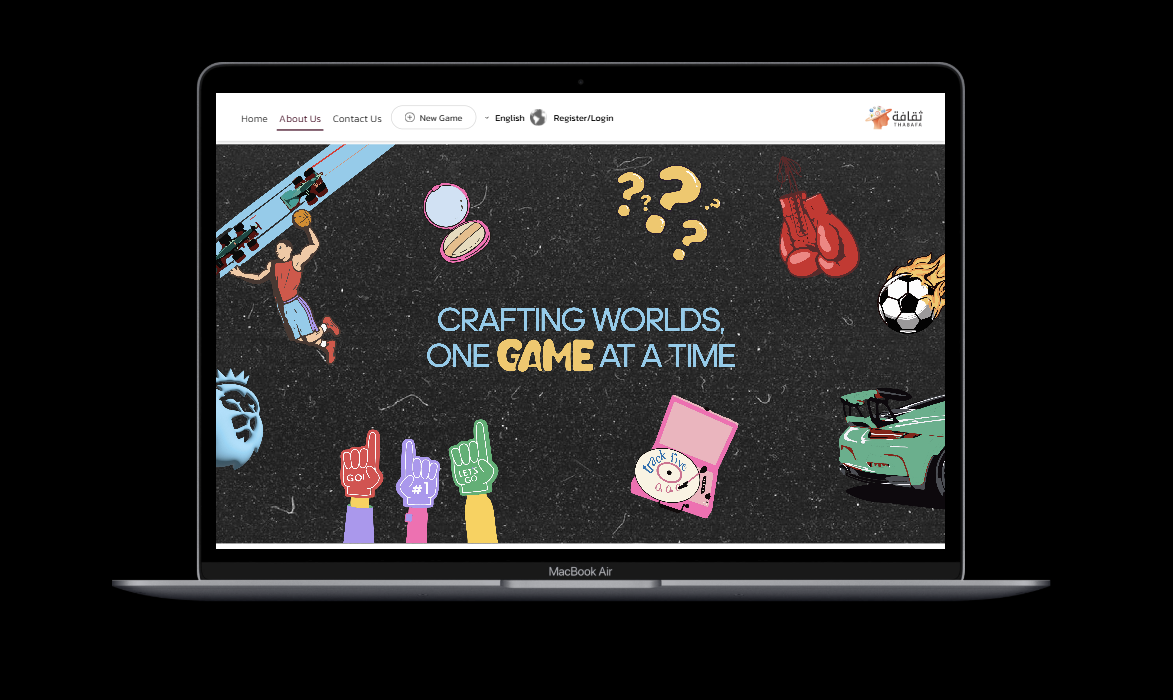 Home
About Us
Contact Us
New Game
English
Register/Login
ثقافة
THAQAFA
CRAFTING WORLDS,
ONE GAME AT A TIME
GO!
#1
LETS
GO
track five
MacBook Air